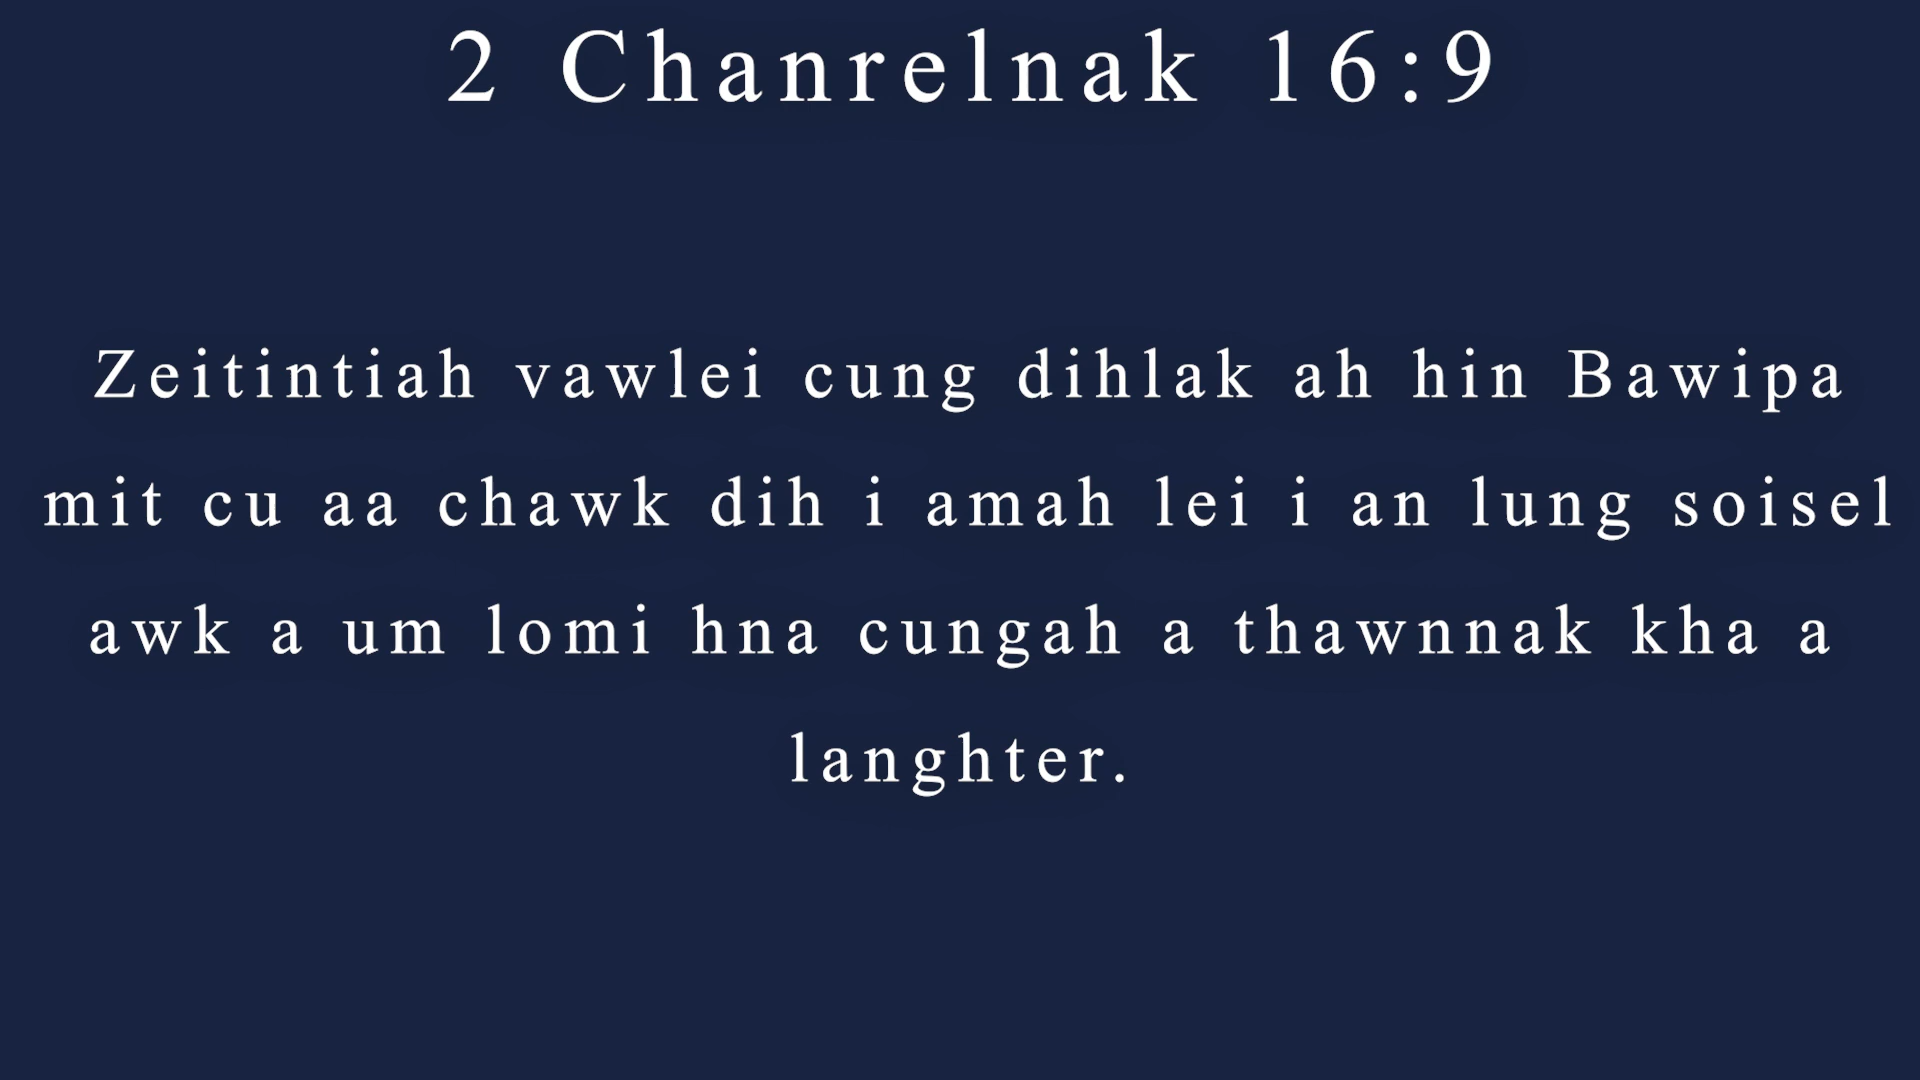 2 Chanrelnak 16:9
Zeitintiah vawlei cung dihlak ah hin Bawipa
mit cu aa chawk dih i amah lei i an lung soisel
awk a um lomi hna cungah a thawnnak kha a
langhter.